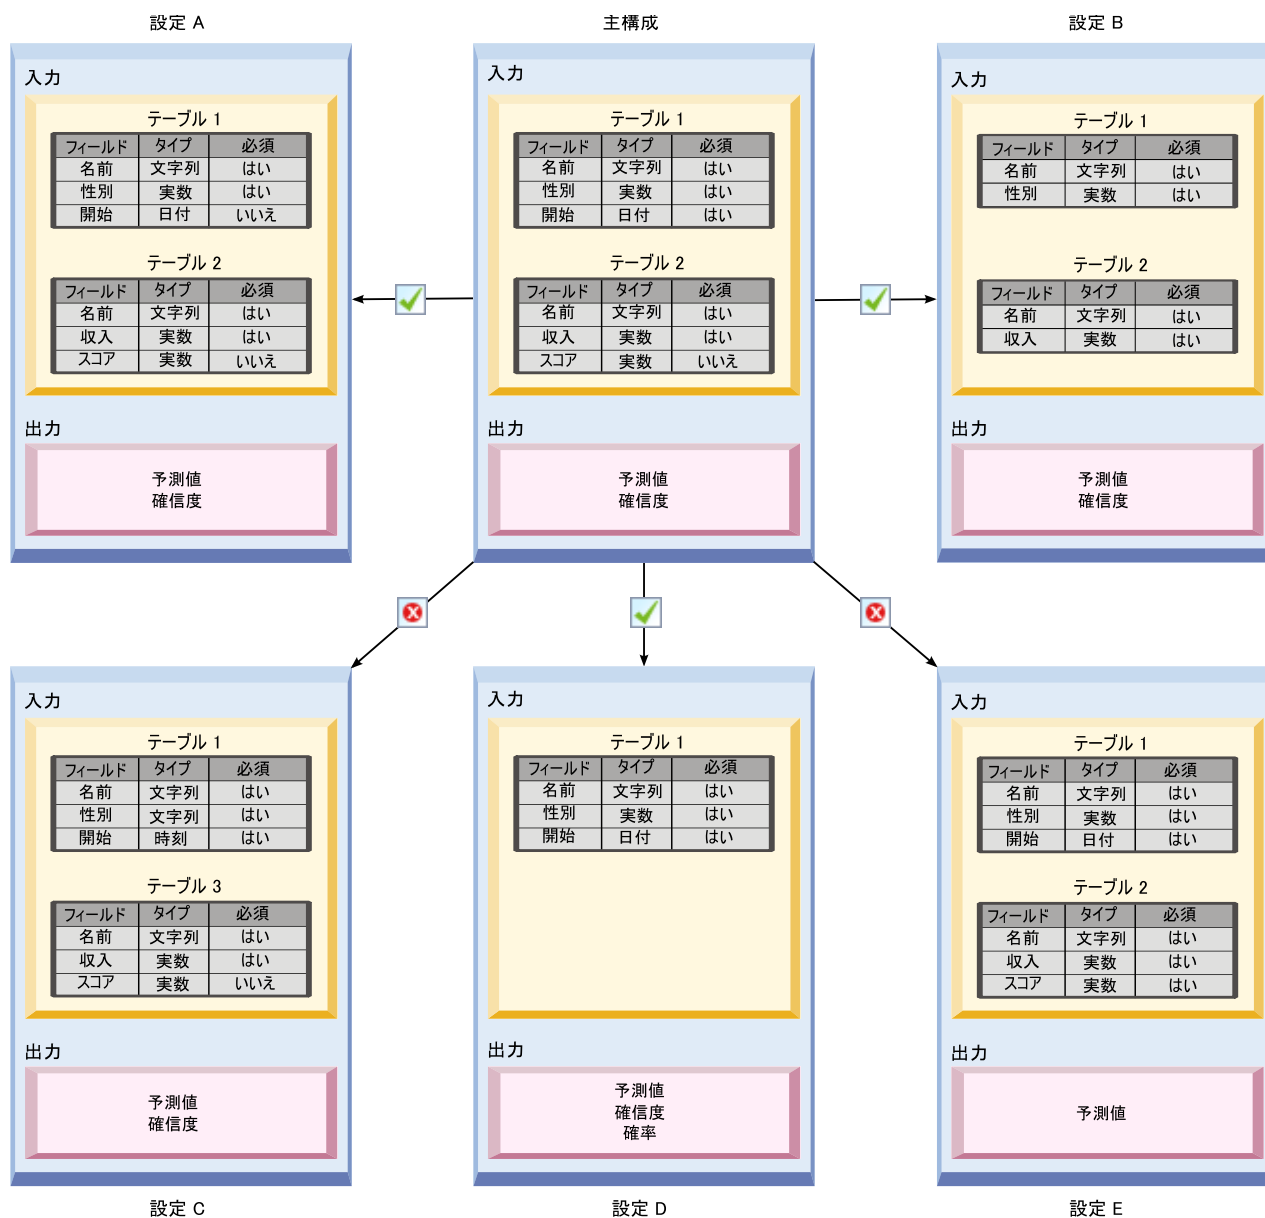 設定 A
入力
テーブル 1
フィールド タイプ 必須
名前 文字列 はい
性別 実数 はい
開始 日付 いいえ
テーブル 2
フィールド タイプ 必須
名前 文字列 はい
収入 実数 はい
スコア 実数 いいえ
出力
予測値
確信度
主構成
入力
テーブル 1
フィールド タイプ 必須
名前 文字列 はい
性別 実数 はい
開始 日付 はい
テーブル 2
フィールド タイプ 必須
名前 文字列 はい
収入 実数 はい
スコア 実数 いいえ
出力
予測値
確信度
設定 B
入力
テーブル 1
フィールド タイプ 必須
名前 文字列 はい
性別 実数 はい
テーブル 2
フィールド タイプ 必須
名前 文字列 はい
収入 実数 はい
出力
予測値
確信度
入力
テーブル 1
フィールド タイプ 必須
名前 文字列 はい
性別 文字列 はい
開始 時刻 はい
テーブル 3
フィールド タイプ 必須
名前 文字列 はい
収入 実数 はい
スコア 実数 いいえ
出力
予測値
確信度
設定 C
入力
テーブル 1
フィールド タイプ 必須
名前 文字列 はい
性別 実数 はい
開始 日付 はい
出力
予測値
確信度
確率
設定 D
入力
テーブル 1
フィールド タイプ 必須
名前 文字列 はい
性別 実数 はい
開始 日付 はい
テーブル 2
フィールド タイプ 必須
名前 文字列 はい
収入 実数 はい
スコア 実数 はい
出力
予測値
設定 E